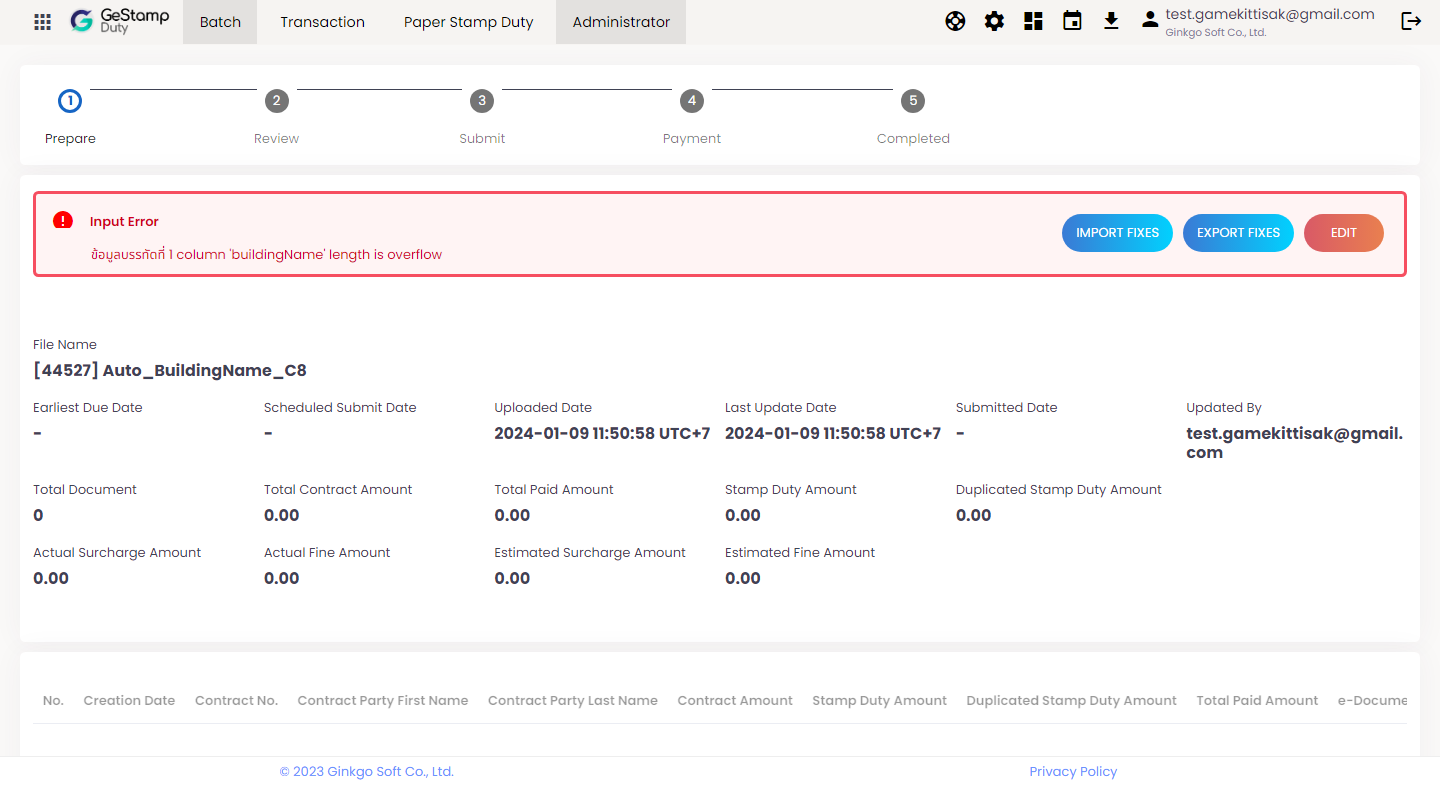 GeStamp
Duty
Batch
Transaction
Paper Stamp Duty
Administrator
test.gamekittisak@gmail.com
Ginkgo Soft Co., Ltd.
1
2
3
4
5
Prepare
Review
Submit
Payment
Completed
Input Error
ข้อมูลบรรทัดที่ 1 column 'buildingName' length is overflow
IMPORT FIXES
EXPORT FIXES
EDIT
File Name
[44527] Auto_BuildingName_C8
Earliest Due Date
Scheduled Submit Date
Uploaded Date
Last Update Date
Submitted Date
Updated By
-
-
2024-01-09 11:50:58 UTC+7
2024-01-09 11:50:58 UTC+7
-
test.gamekittisak@gmail.
com
Total Document
Total Contract Amount
Total Paid Amount
Stamp Duty Amount
Duplicated Stamp Duty Amount
0
0.00
0.00
0.00
0.00
Actual Surcharge Amount
Actual Fine Amount
Estimated Surcharge Amount
Estimated Fine Amount
0.00
0.00
0.00
0.00
No.
Creation Date
Contract No.
Contract Party First Name
Contract Party Last Name
Contract Amount
Stamp Duty Amount
Duplicated Stamp Duty Amount
Total Paid Amount
e-Docume
© 2023 Ginkgo Soft Co., Ltd.
Privacy Policy